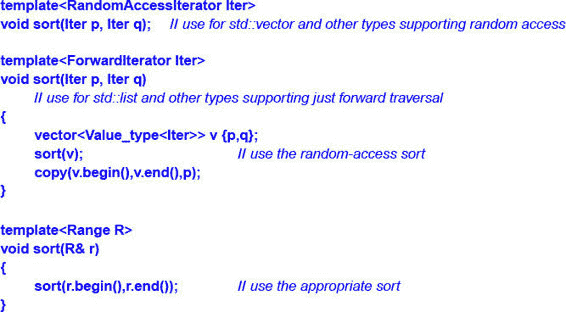 template<RandomAccessIterator Iter>
void sort(Iter p, Iter q); // use for std::vector and other types supporting random access
template<ForwardIterator Iter>
void sort(Iter p, Iter q)
// use for std::list and other types supporting just forward traversal
{
vector<Value_type<Iter>> v {p,q};
sort(v); // use the random-access sort
copy(v.begin(),v.end(),p);
}
template<Range R>
void sort(R& r)
{
sort(r.begin(),r.end()); // use the appropriate sort
}